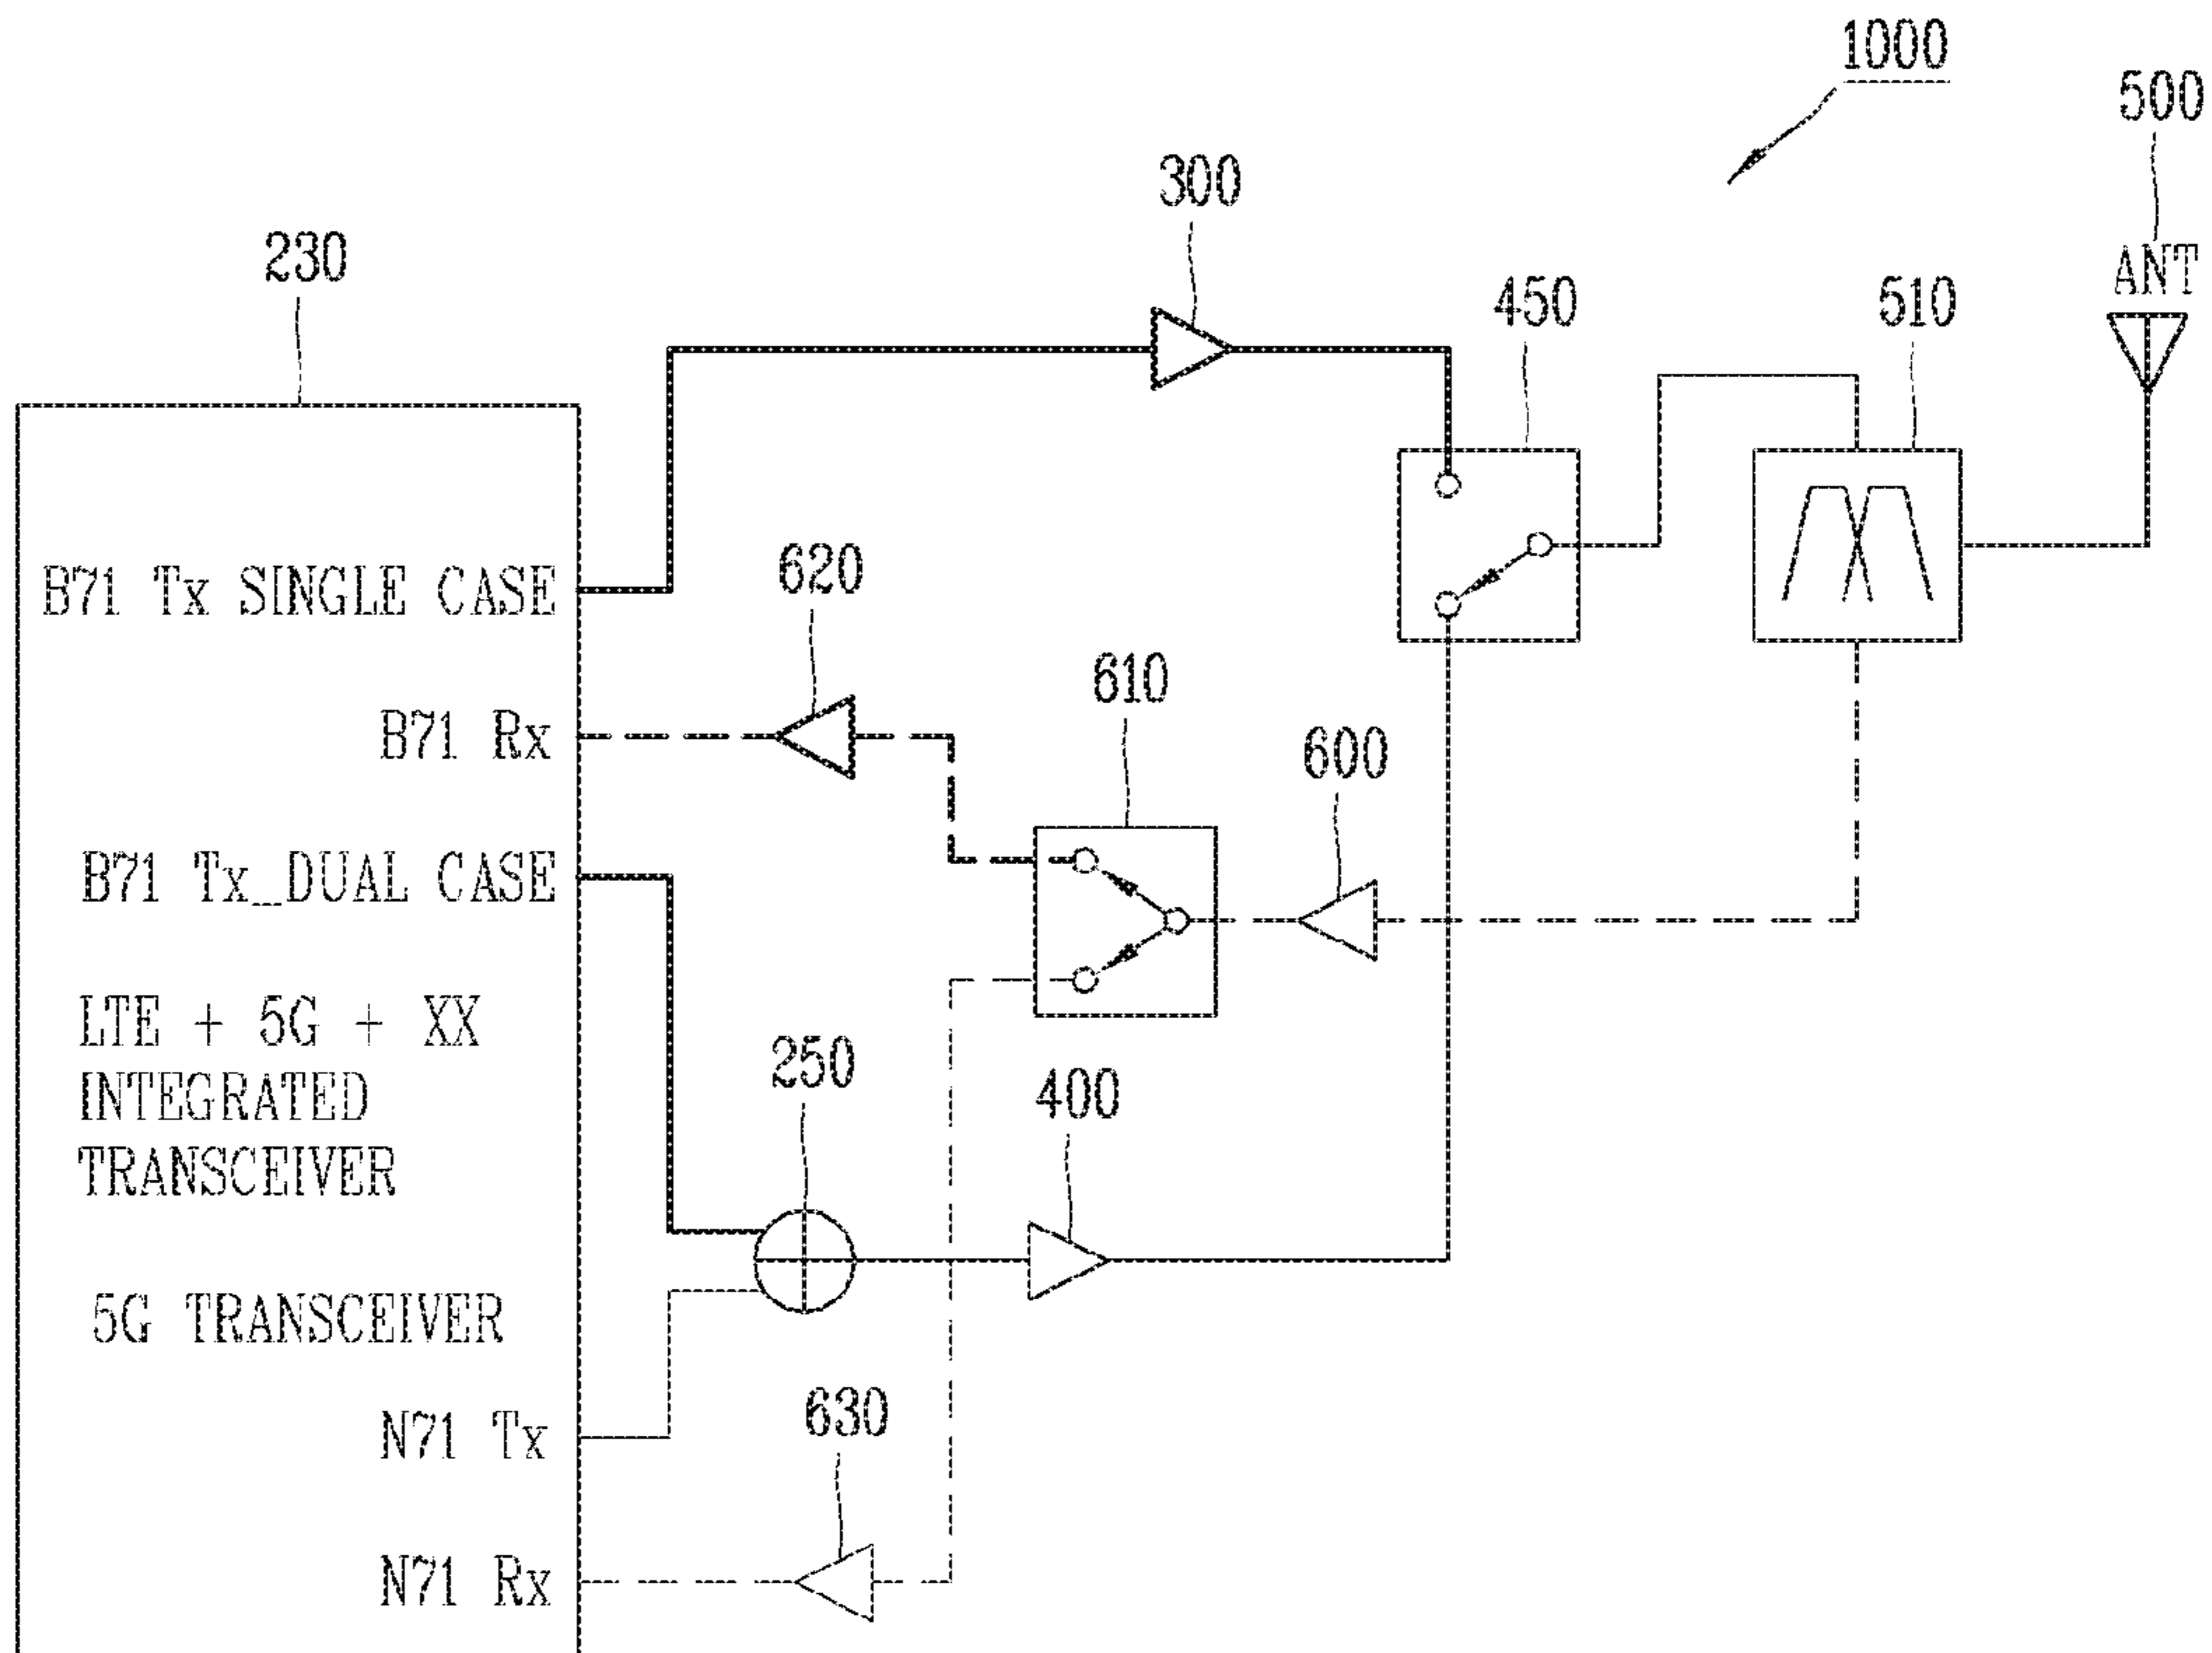 1000
500
300
ANT
230
450
510
B71 Tx SINGLE CASE
620
610
B71 Rx
600
B71 Tx_DUAL CASE
LTE + 5G + XX
INTEGRATED
TRANSCEIVER
250
400
5G TRANSCEIVER
N71 Tx
630
N71 Rx